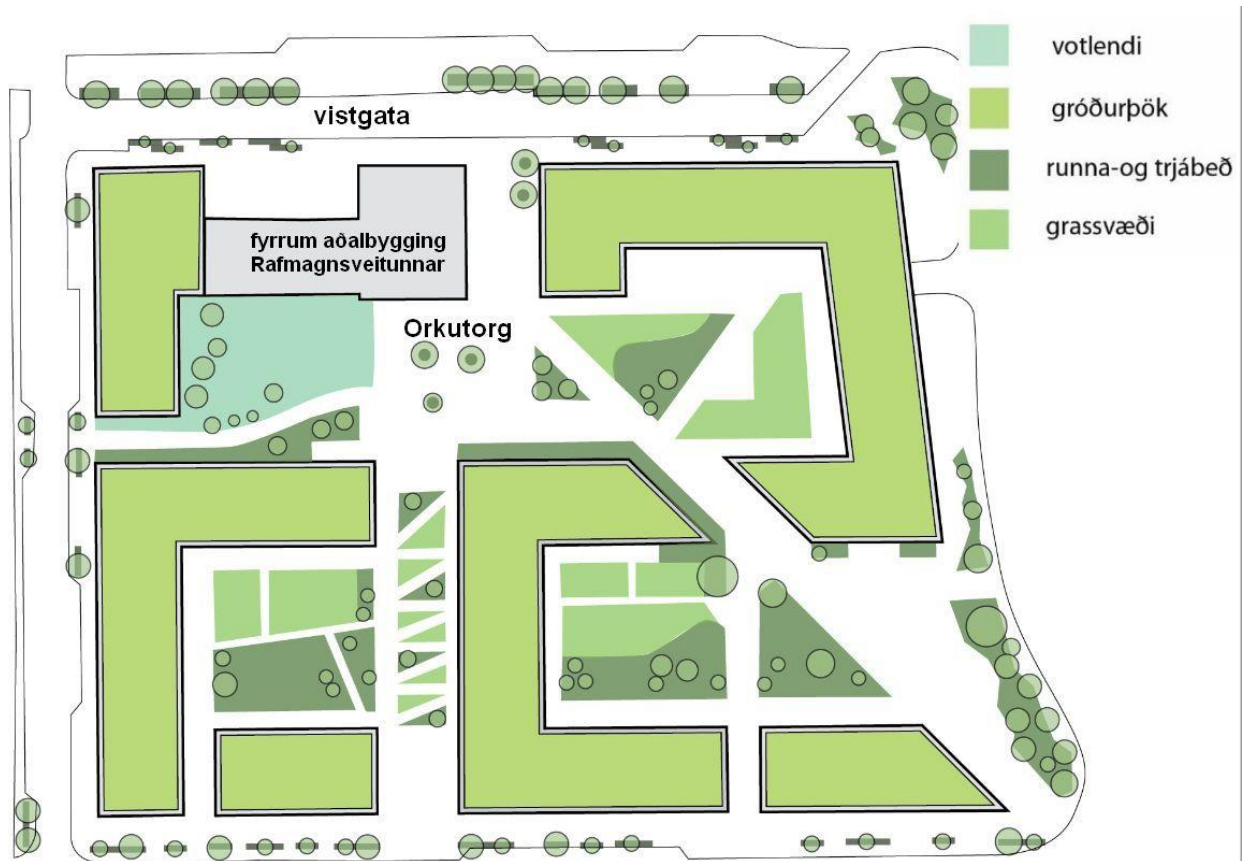 votlendi
gróðurþök
runna-og trjábeð
grassvæði
vistgata
fyrrum aðalbygging
Rafmagnsveitunnar
Orkutorg